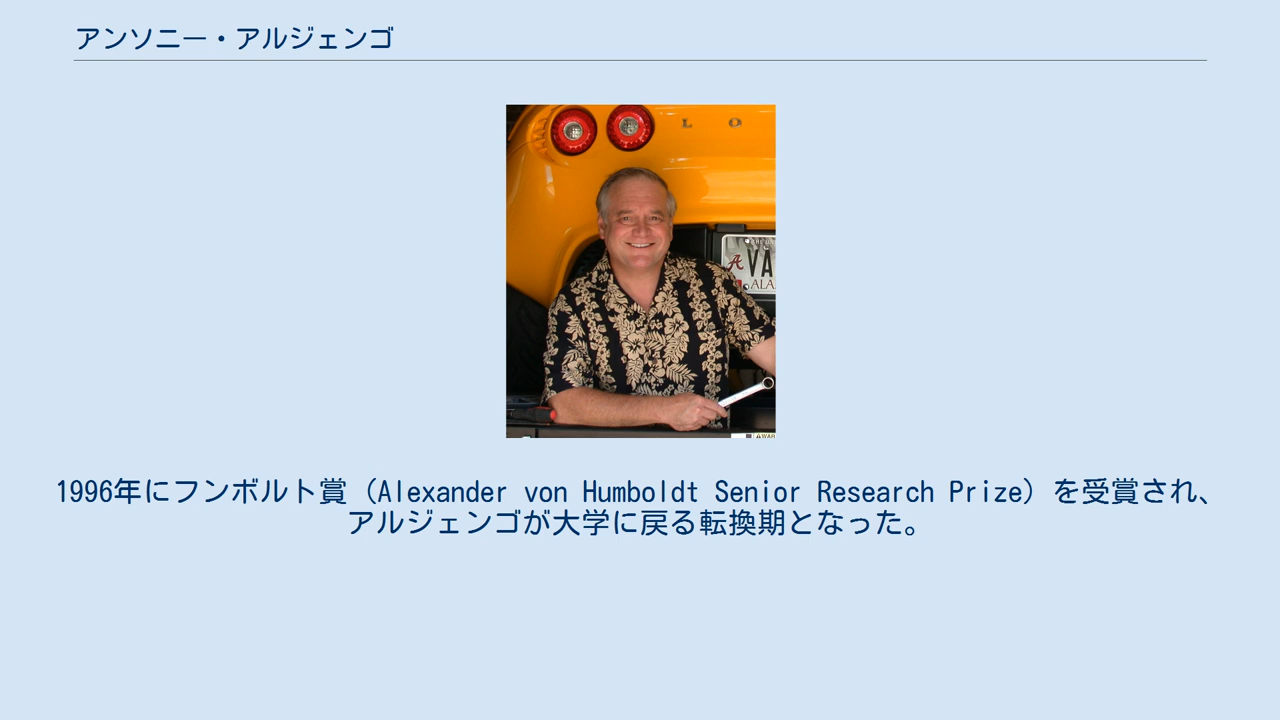 アンソニー・アルジェンゴ
L O
VA
ALA
1996年にフンボルト賞（Alexander von Humboldt Senior Research Prize）を受賞され、
アルジェンゴが大学に戻る転換期となった。